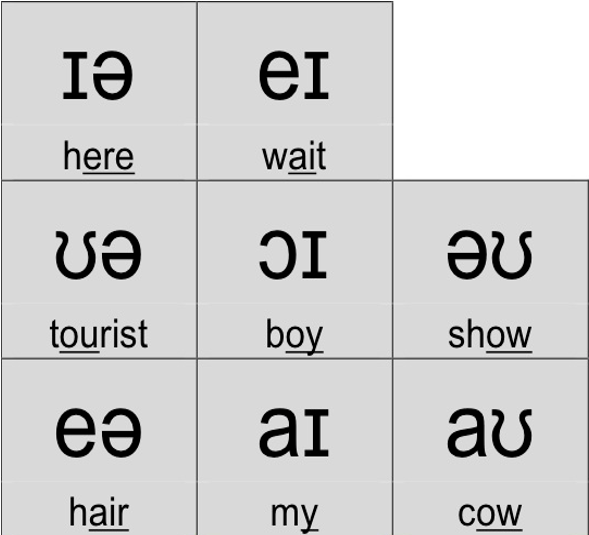 ɪə eɪ
here wait
ʊə ɔɪ əʊ
tourist boy show
eə aɪ aʊ
hair my cow